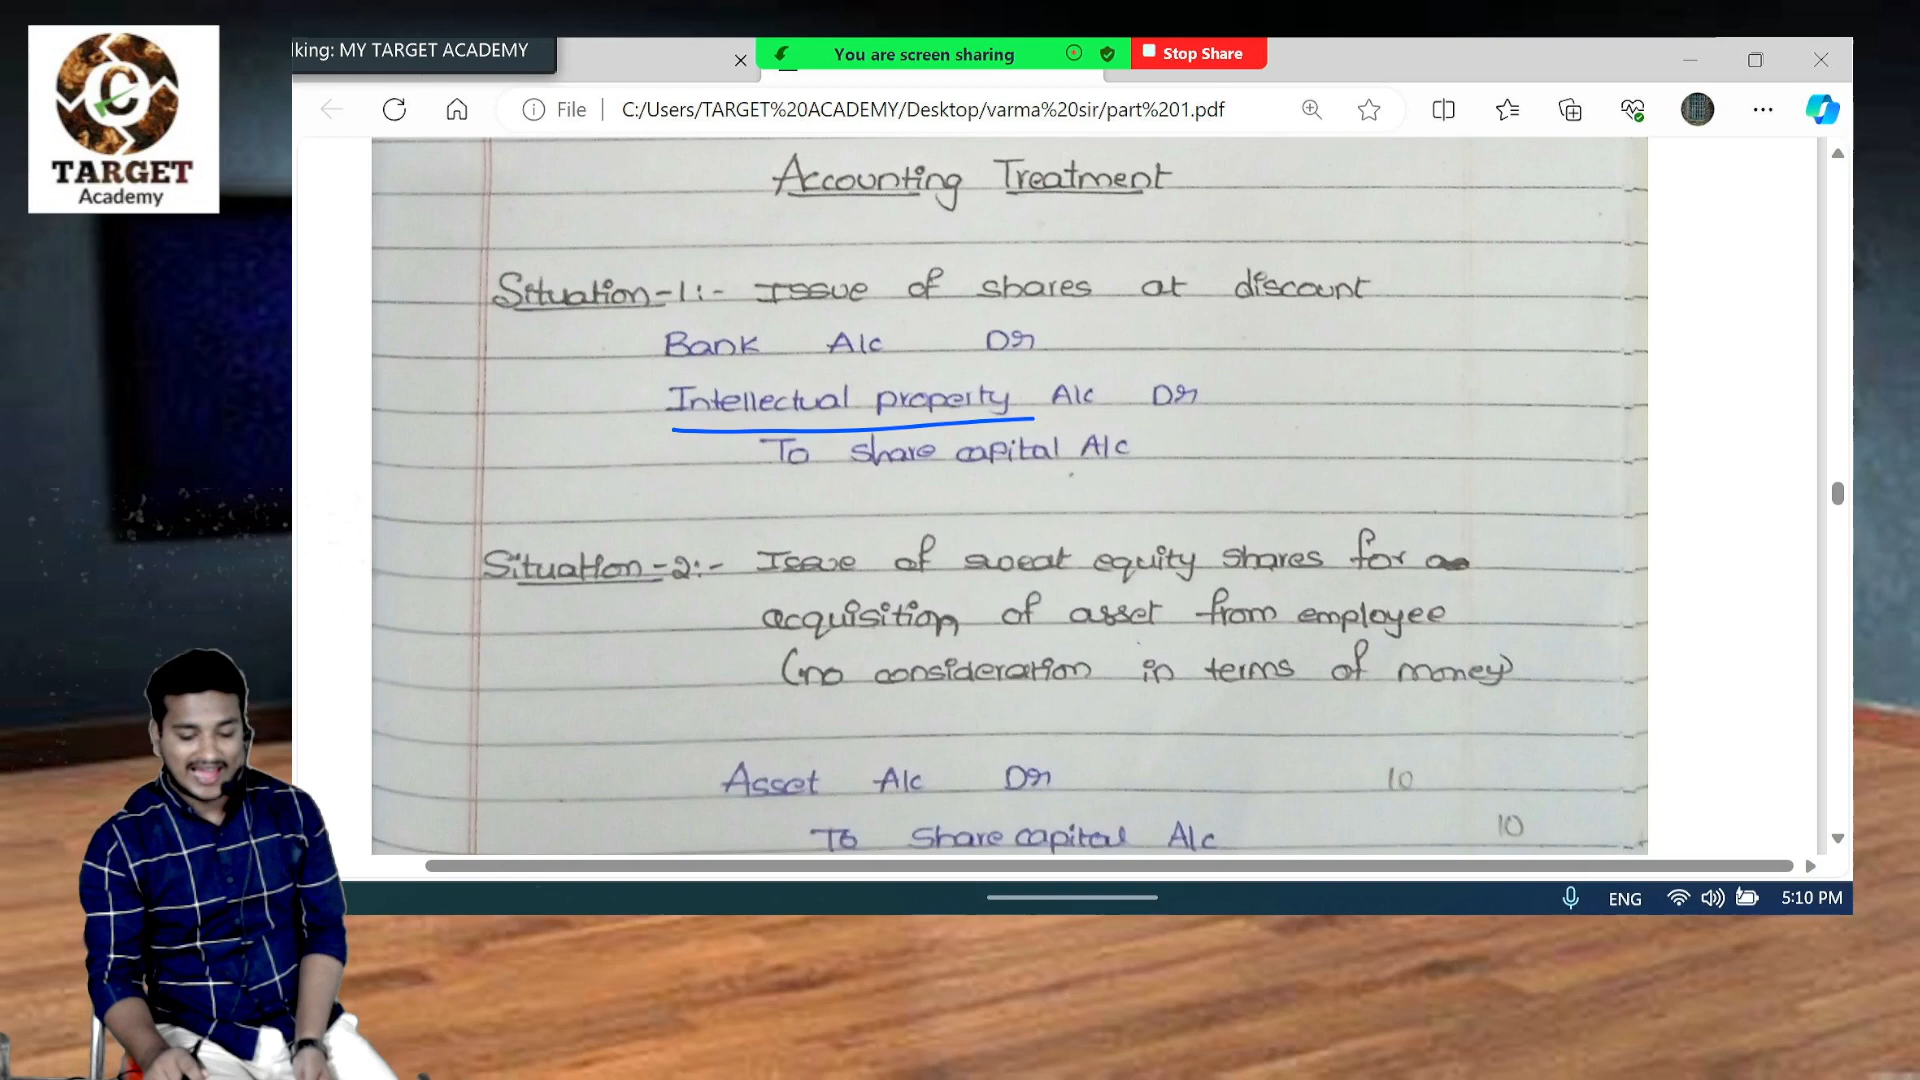 TARGET
Academy
lking: MY TARGET ACADEMY
You are screen sharing
Stop Share
File
C:/Users/TARGET%20ACADEMY/Desktop/varma%20sir/part%201.pdf
Accounting Treatment
Situation-1:- Issue of shares at discount
Bank A/c Dr
Intellectual property A/c Dr
To share capital A/c
Situation-2:- Issue of sweat equity shares for
acquisition of asset from employee
(no consideration in terms of money)
Asset A/c Dr 10
To Share capital A/c 10
ENG
5:10 PM